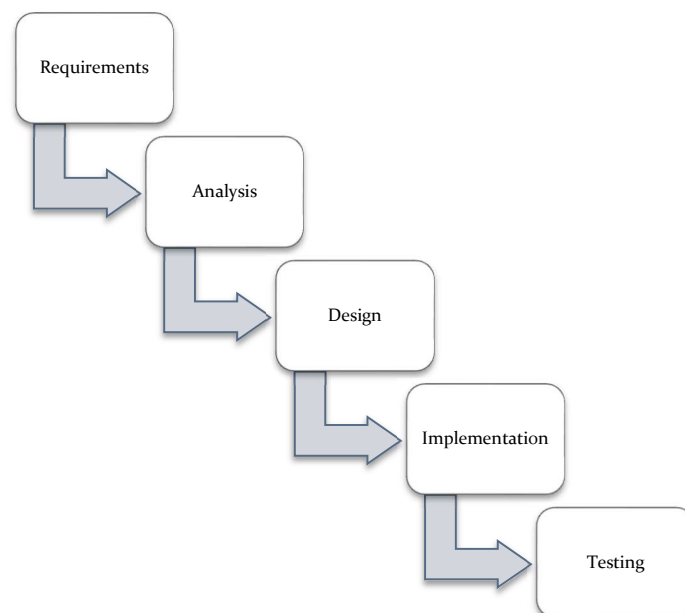 Requirements
Analysis
Design
Implementation
Testing